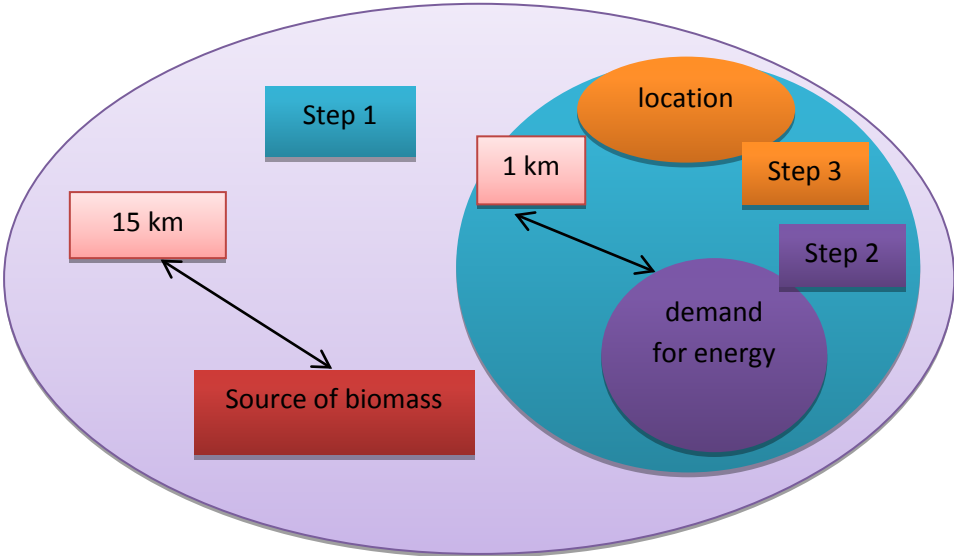 location
Step 1
1 km
Step 3
15 km
Step 2
demand
for energy
Source of biomass